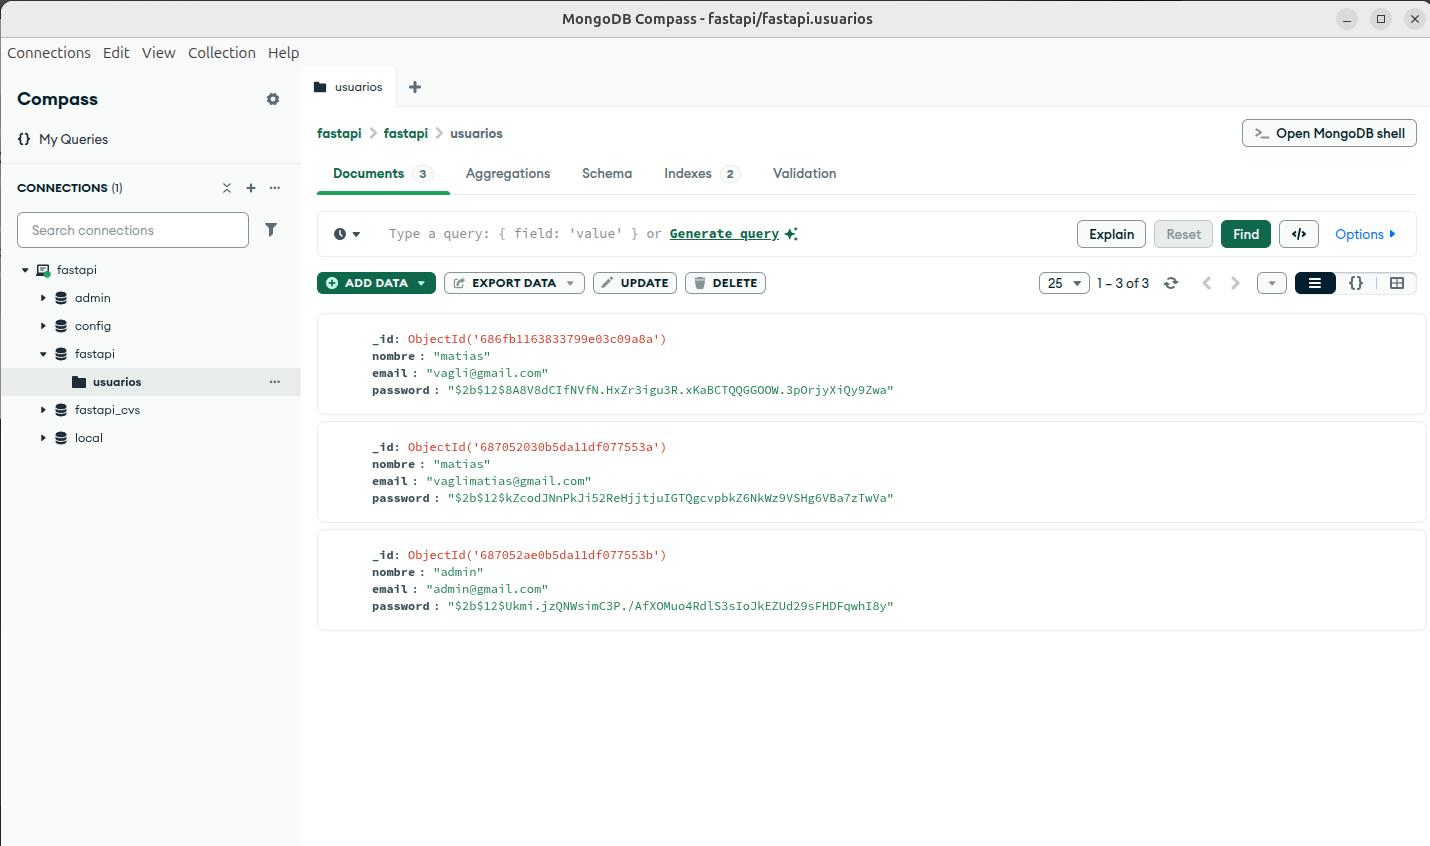 MongoDB Compass - fastapi/fastapi.usuarios
Connections Edit View Collection Help
Compass
{} My Queries
CONNECTIONS (1)
Search connections
fastapi
admin
config
fastapi
usuarios
fastapi_cvs
local
usuarios
fastapi > fastapi > usuarios
>_ Open MongoDB shell
Documents 3 Aggregations Schema Indexes 2 Validation
Type a query: { field: 'value' } or Generate query
Explain Reset Find </> Options
ADD DATA EXPORT DATA UPDATE DELETE
25 1 – 3 of 3 {}
_id: ObjectId('686fb1163833799e03c09a8a')
nombre : "matias"
email : "vagli@gmail.com"
password : "$2b$12$8A8V8dCIfNVfN.HxZr3igu3R.xKaBCTQQGGOOW.3pOrjyXiQy9Zwa"
_id: ObjectId('687052030b5da11df077553a')
nombre : "matias"
email : "vaglimatias@gmail.com"
password : "$2b$12$kZcodJNnPkJi52ReHjjtjuIGTQgcvpbkZ6NkWz9VSHg6VBa7zTwVa"
_id: ObjectId('687052ae0b5da11df077553b')
nombre : "admin"
email : "admin@gmail.com"
password : "$2b$12$Ukmi.jzQNWsimC3P./AfXOMuo4RdlS3sIoJkEZUd29sFHDFqwhI8y"